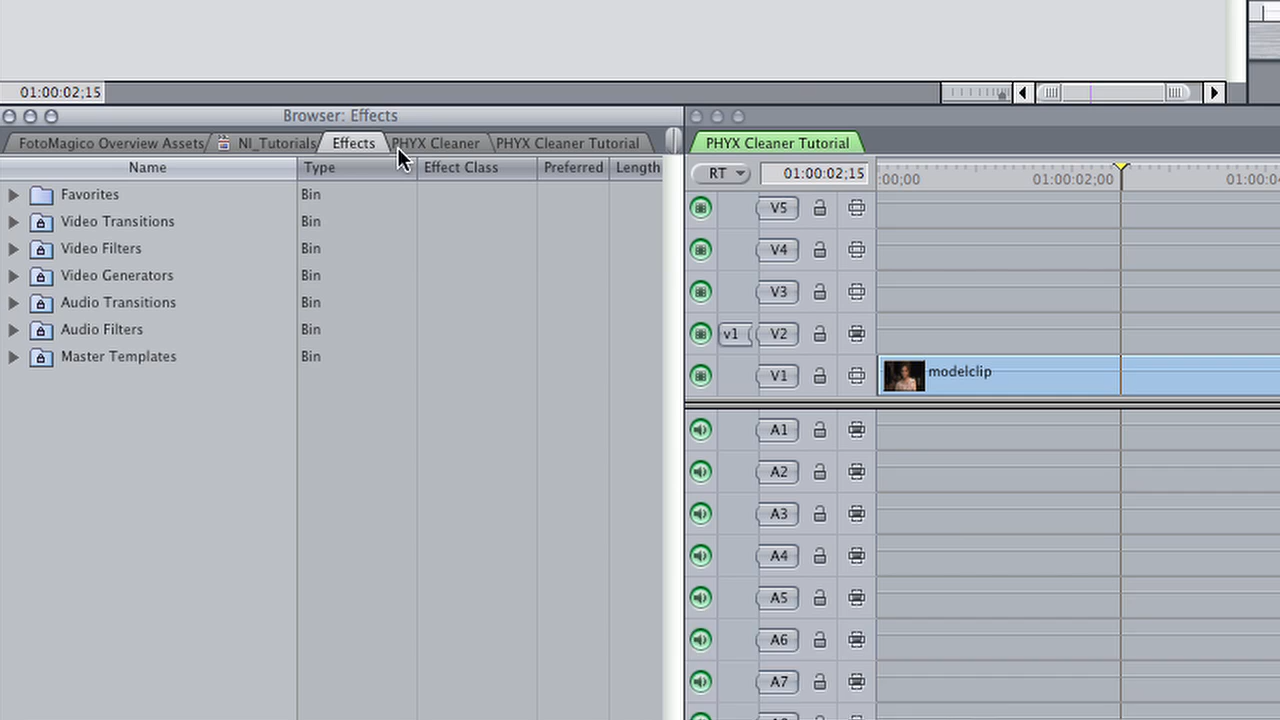 01:00:02;15
Browser: Effects
FotoMagico Overview Assets NI_Tutorials Effects PHYX Cleaner PHYX Cleaner Tutorial
Name Type Effect Class Preferred Length
Favorites Bin
Video Transitions Bin
Video Filters Bin
Video Generators Bin
Audio Transitions Bin
Audio Filters Bin
Master Templates Bin
PHYX Cleaner Tutorial
RT 01:00:02;15 :00;00 01:00:02;00
V5
V4
V3
v1 V2
V1 modelclip
A1
A2
A3
A4
A5
A6
A7